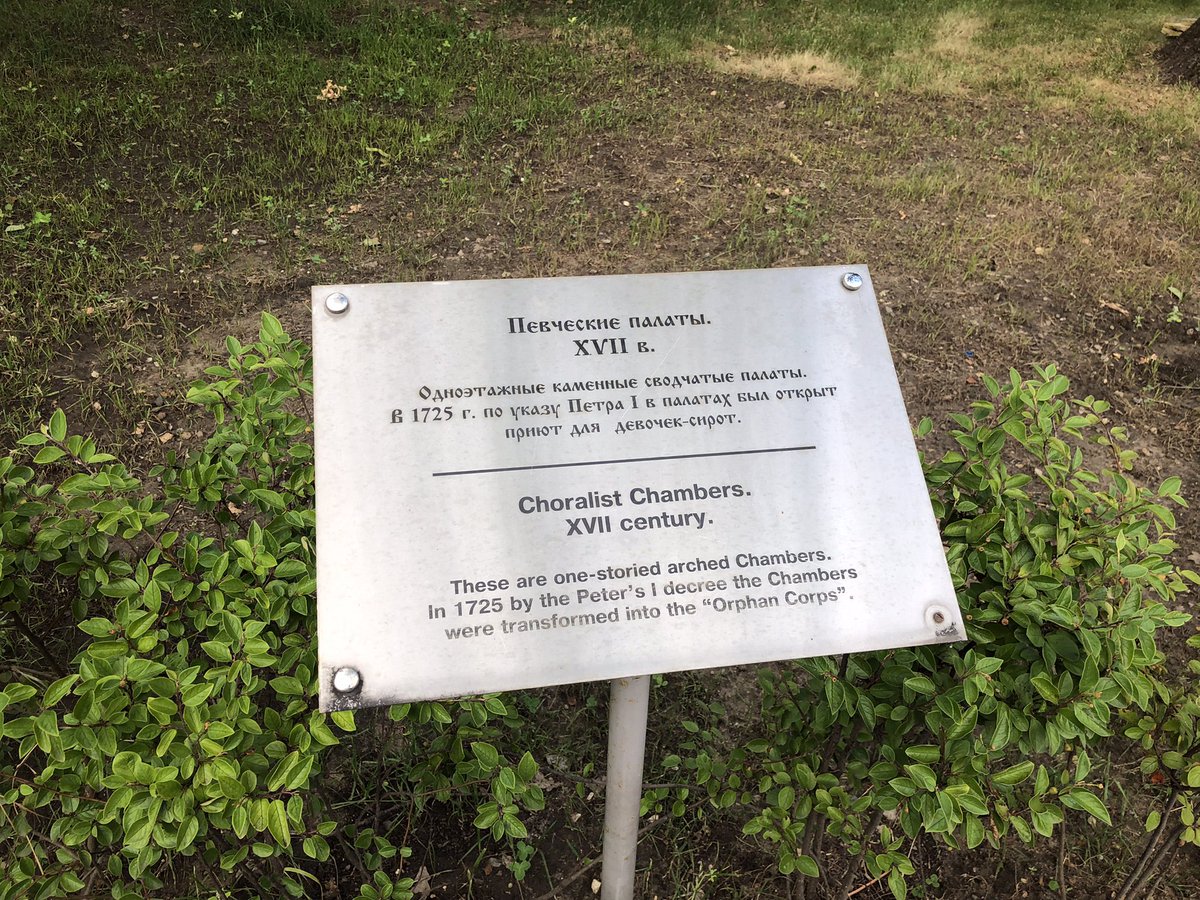 Певческие палаты.
XVII в.
Одноэтажные каменные сводчатые палаты.
В 1725 г. по указу Петра I в палатах был открыт
приют для девочек-сирот.
Choralist Chambers.
XVII century.
These are one-storied arched Chambers.
In 1725 by the Peter's I decree the Chambers
were transformed into the “Orphan Corps”.